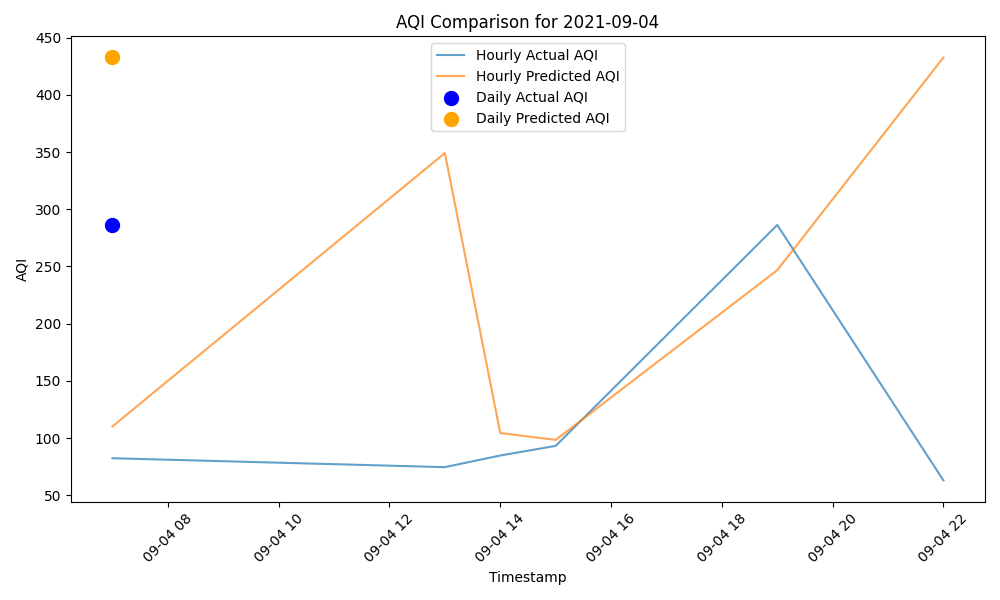 AQI Comparison for 2021-09-04
Hourly Actual AQI
Hourly Predicted AQI
Daily Actual AQI
Daily Predicted AQI
450
400
350
300
250
200
150
100
50
AQI
09-04 08
09-04 10
09-04 12
09-04 14
09-04 16
09-04 18
09-04 20
09-04 22
Timestamp